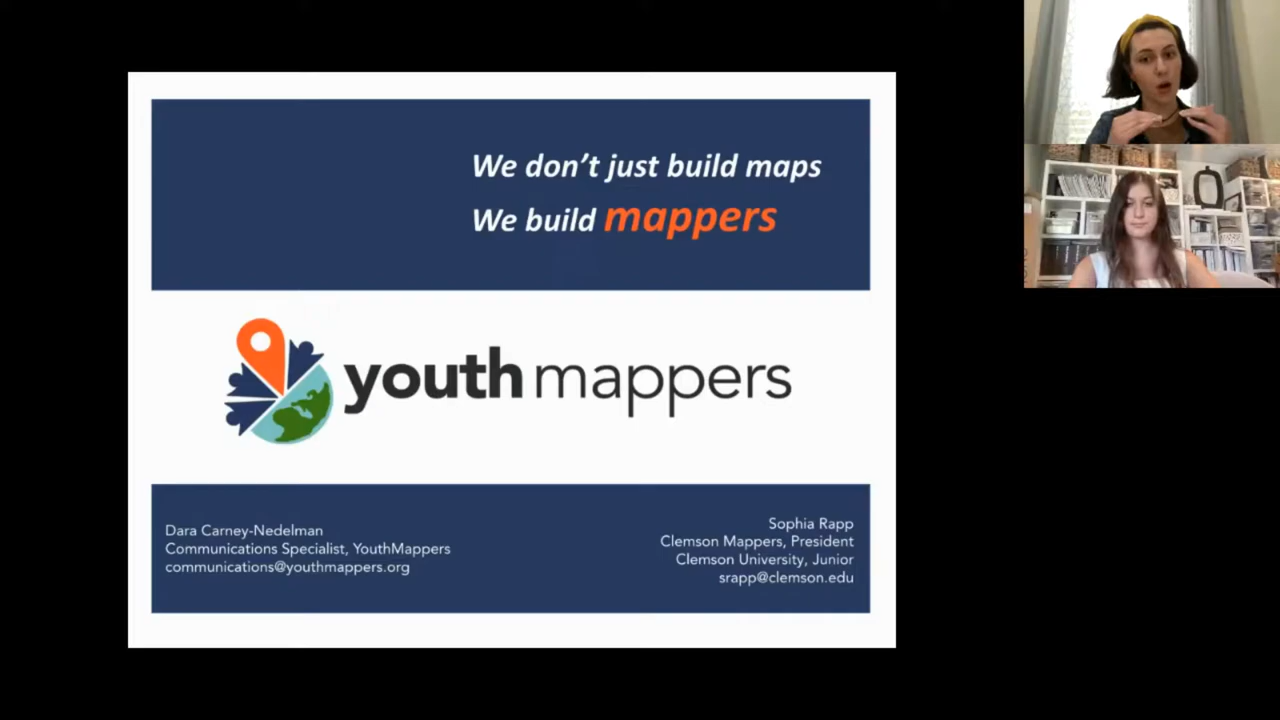 We don't just build maps
We build mappers
youthmappers
Dara Carney-Nedelman
Communications Specialist, YouthMappers
communications@youthmappers.org
Sophia Rapp
Clemson Mappers, President
Clemson University, Junior
srapp@clemson.edu